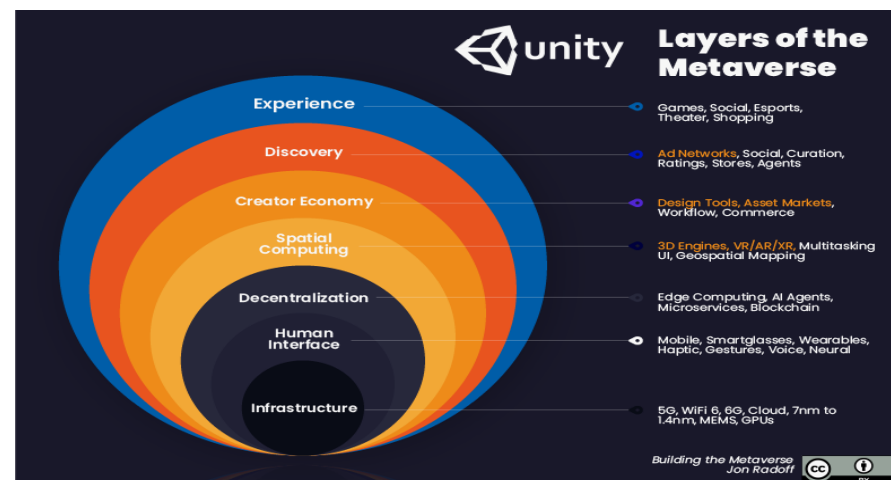 unity
Layers of the
Metaverse
Experience
Games, Social, Esports,
Theater, Shopping
Discovery
Ad Networks, Social, Curation,
Ratings, Stores, Agents
Creator Economy
Design Tools, Asset Markets,
Workflow, Commerce
Spatial
Computing
3D Engines, VR/AR/XR, Multitasking
UI, Geospatial Mapping
Decentralization
Edge Computing, AI Agents,
Microservices, Blockchain
Human
Interface
Mobile, Smartglasses, Wearables,
Haptic, Gestures, Voice, Neural
Infrastructure
5G, WiFi 6, 6G, Cloud, 7nm to
1.4nm, MEMS, GPUs
Building the Metaverse
Jon Radoff
cc
BY